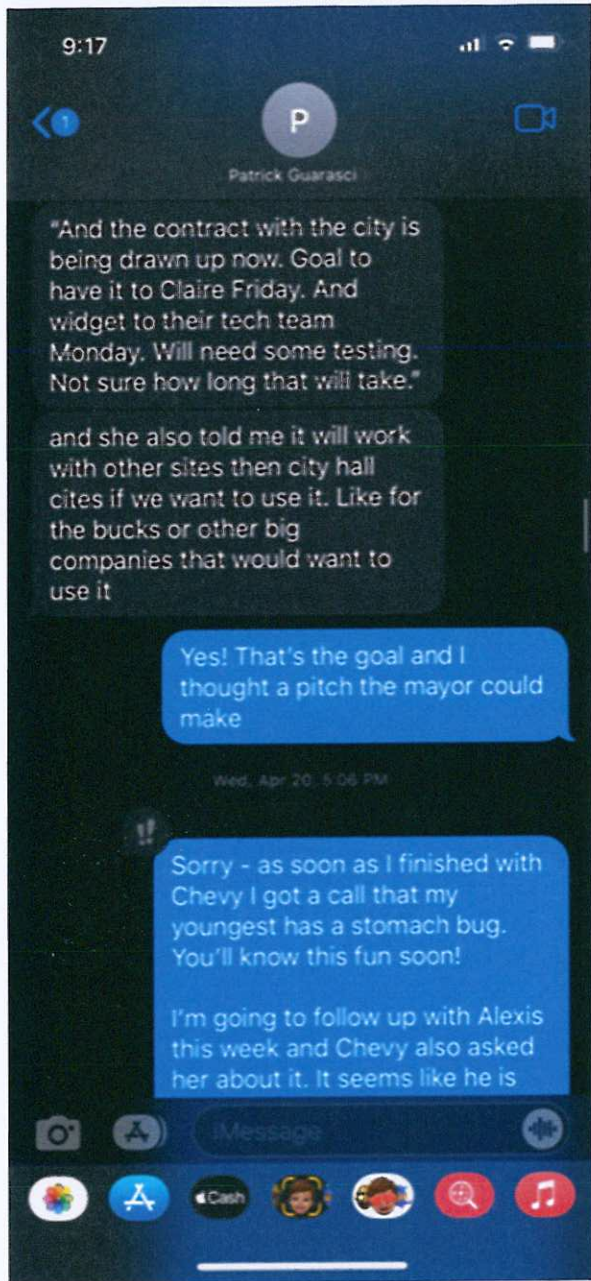 9:17
1
P
Patrick Guarasci
"And the contract with the city is
being drawn up now. Goal to
have it to Claire Friday. And
widget to their tech team
Monday. Will need some testing.
Not sure how long that will take."
and she also told me it will work
with other sites then city hall
cites if we want to use it. Like for
the bucks or other big
companies that would want to
use it
Yes! That's the goal and I
thought a pitch the mayor could
make
Wed, Apr 20, 5:06 PM
!!
Sorry - as soon as I finished with
Chevy I got a call that my
youngest has a stomach bug.
You'll know this fun soon!
I'm going to follow up with Alexis
this week and Chevy also asked
her about it. It seems like he is
iMessage
Cash